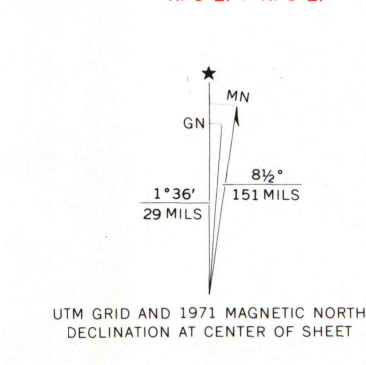 MN
GN
8½°
151 MILS
1°36′
29 MILS
UTM GRID AND 1971 MAGNETIC NORTH
DECLINATION AT CENTER OF SHEET